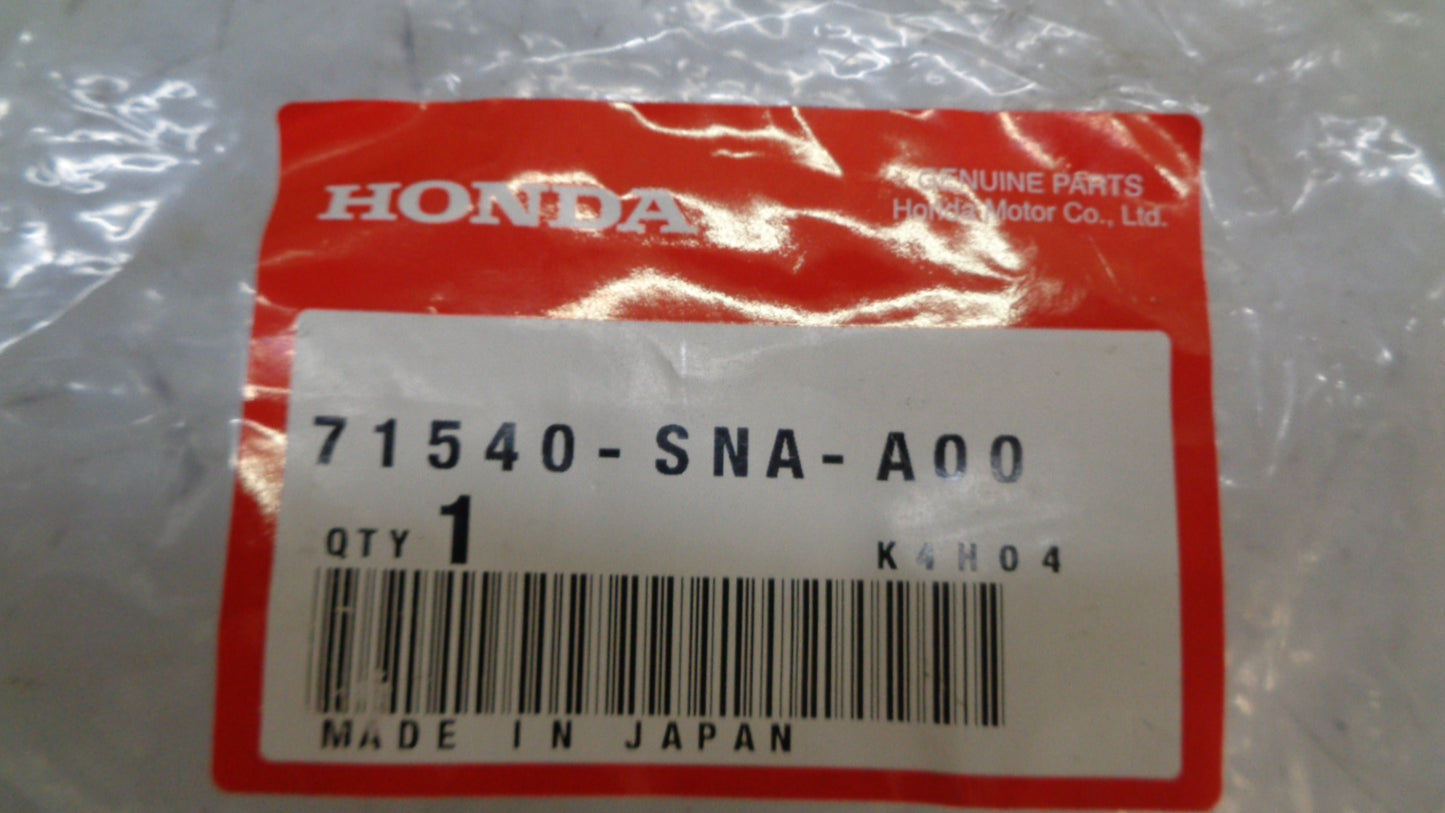 HONDA
GENUINE PARTS
Honda Motor Co., Ltd.
71540-SNA-A00
QTY 1
K4H04
MADE IN JAPAN